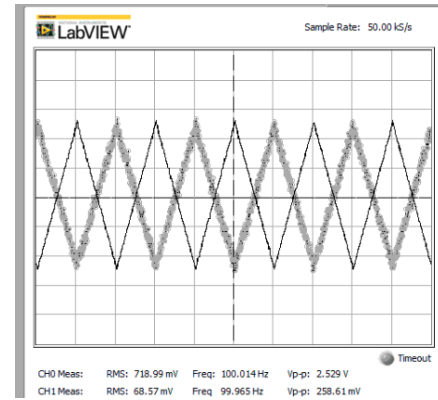 LabVIEW
Sample Rate: 50.00 kS/s
Timeout
CH0 Meas: RMS: 718.99 mV Freq: 100.014 Hz Vp-p: 2.529 V
CH1 Meas: RMS: 68.57 mV Freq 99.965 Hz Vp-p: 258.61 mV